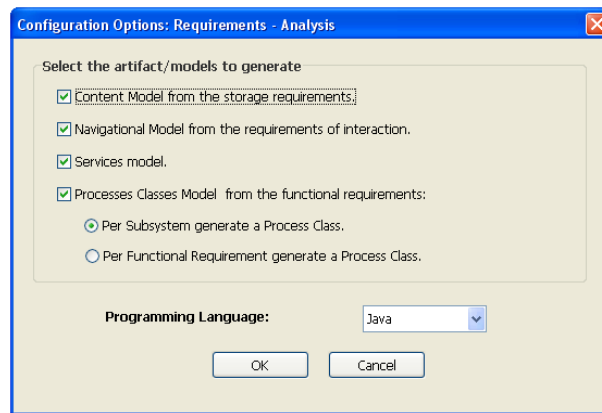 Configuration Options: Requirements - Analysis
Select the artifact/models to generate
Content Model from the storage requirements.
Navigational Model from the requirements of interaction.
Services model.
Processes Classes Model from the functional requirements:
Per Subsystem generate a Process Class.
Per Functional Requirement generate a Process Class.
Programming Language: Java
OK Cancel